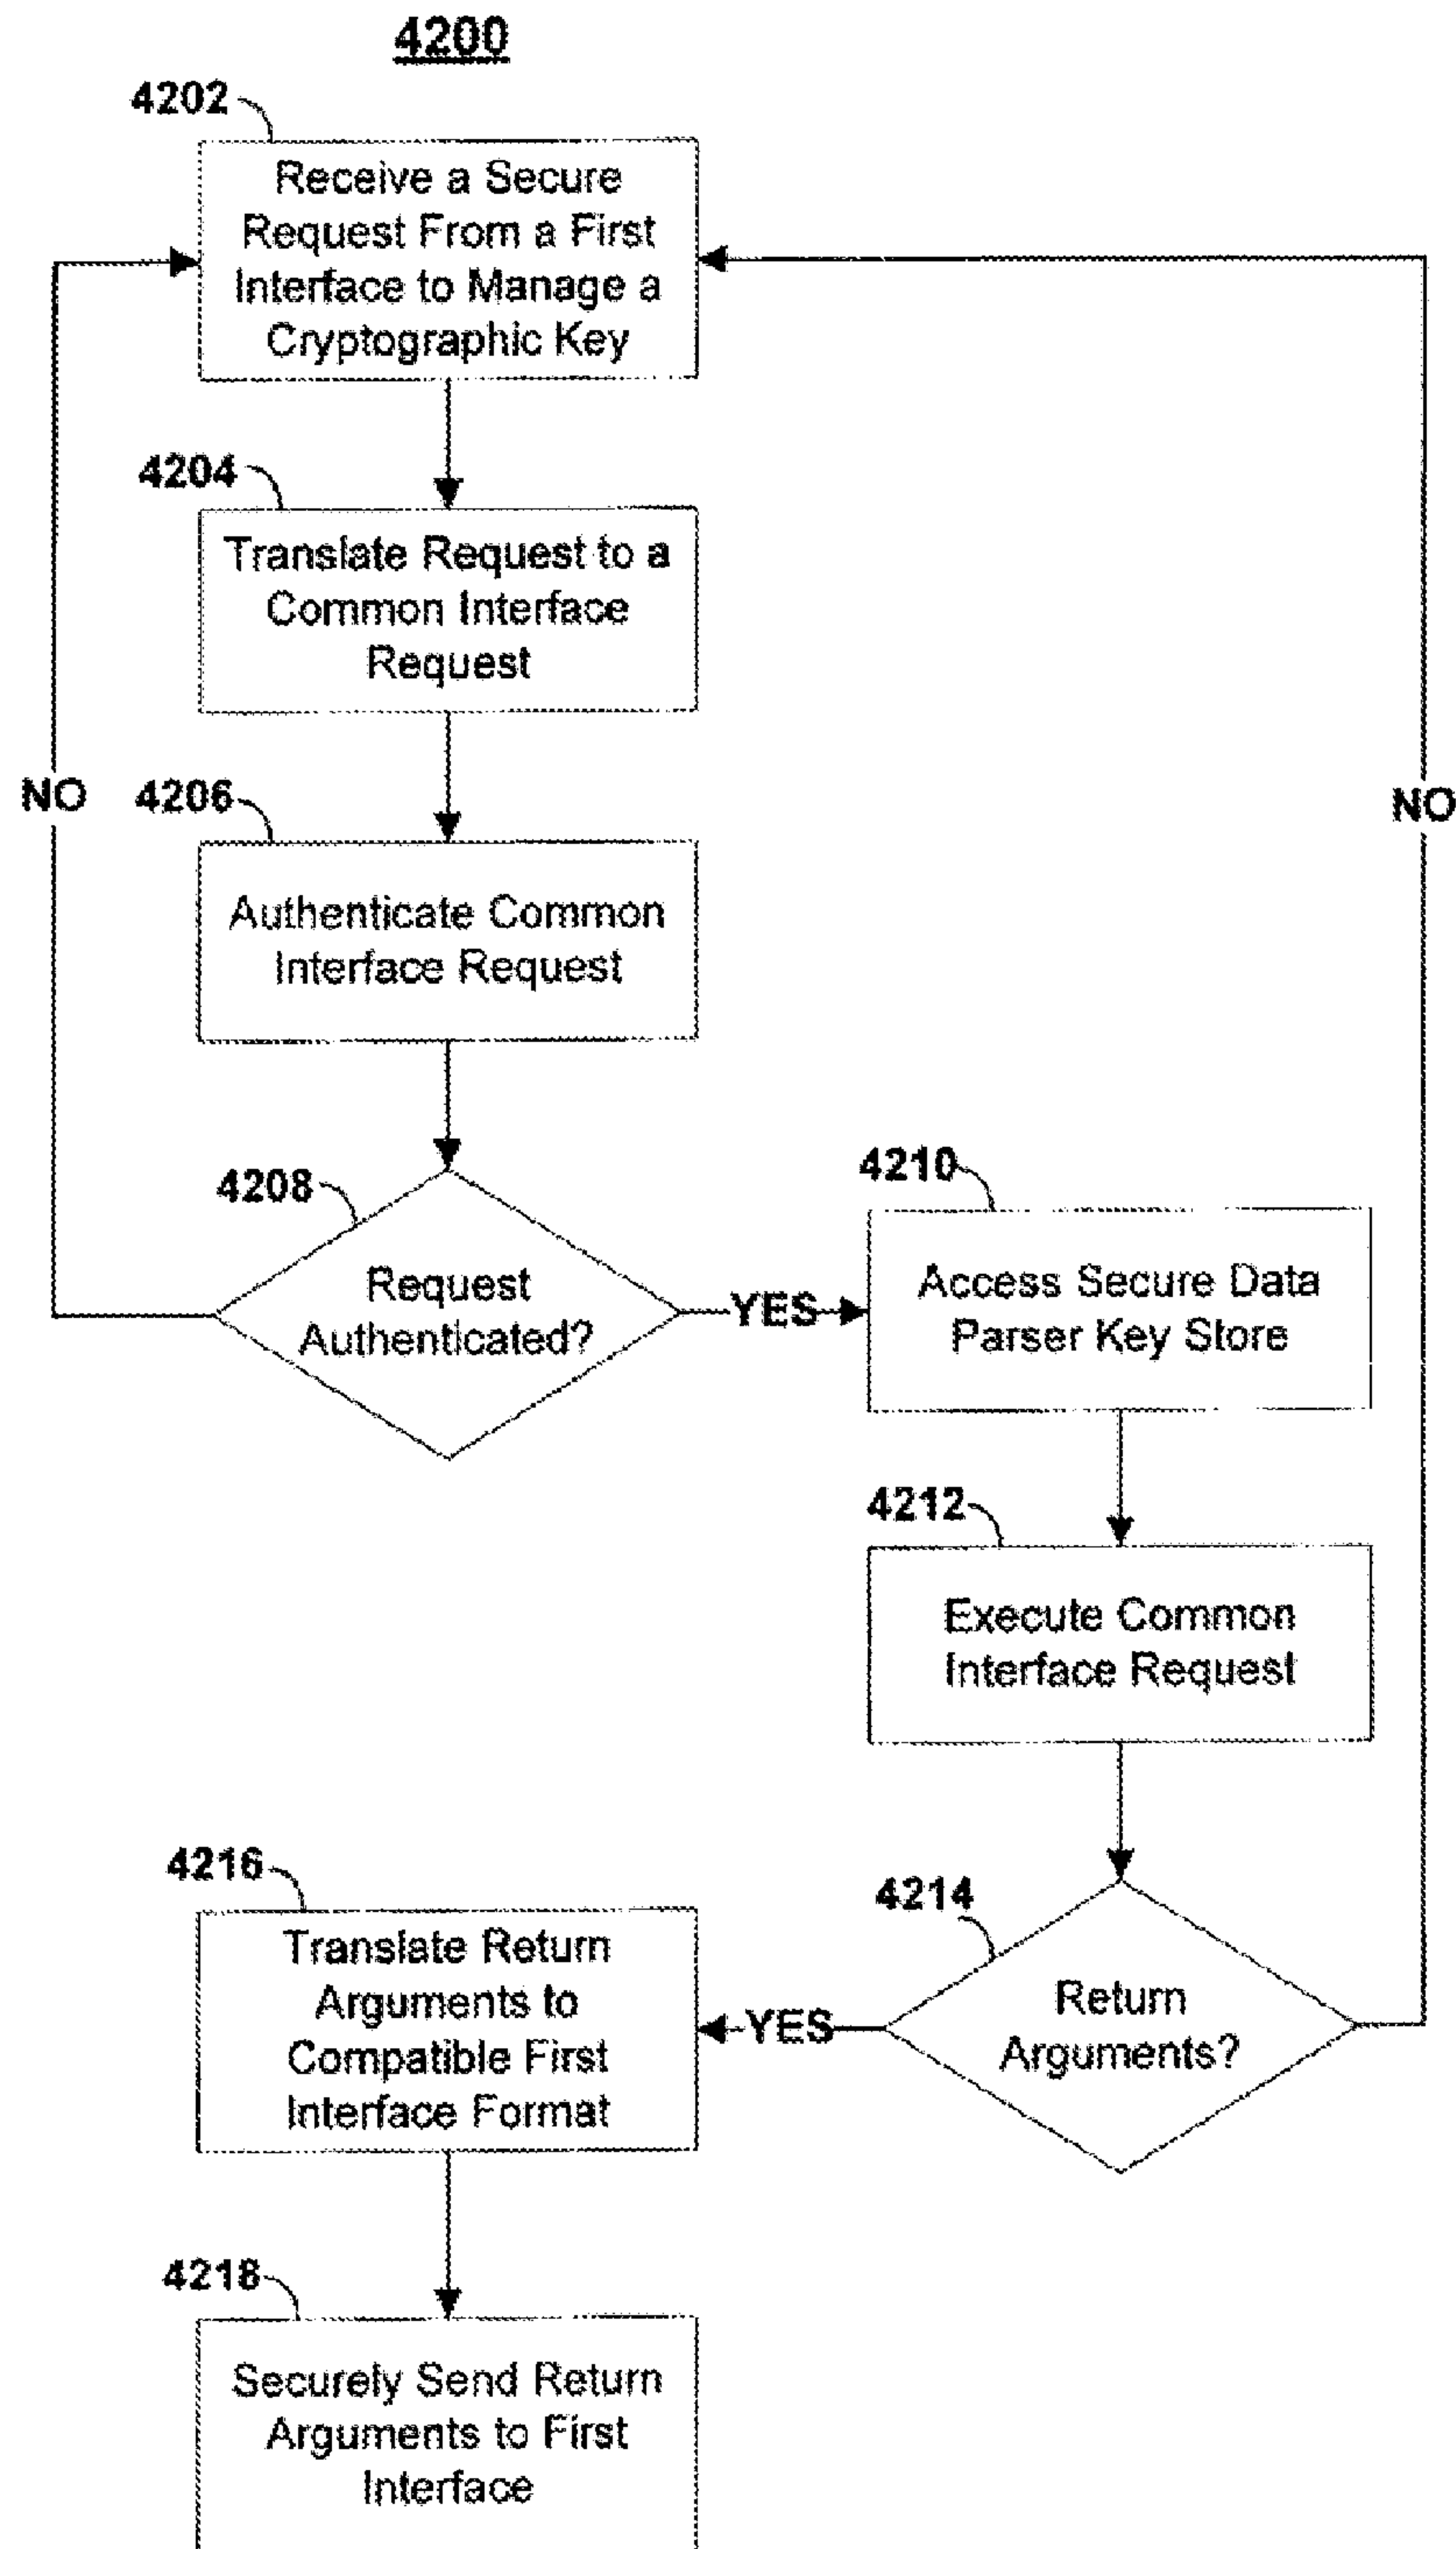 4200
4202
Receive a Secure
Request From a First
Interface to Manage a
Cryptographic Key
4204
Translate Request to a
Common Interface
Request
NO
4206
NO
Authenticate Common
Interface Request
4208
Request
Authenticated?
YES
4210
Access Secure Data
Parser Key Store
4212
Execute Common
Interface Request
4214
Return
Arguments?
YES
4216
Translate Return
Arguments to
Compatible First
Interface Format
4218
Securely Send Return
Arguments to First
Interface